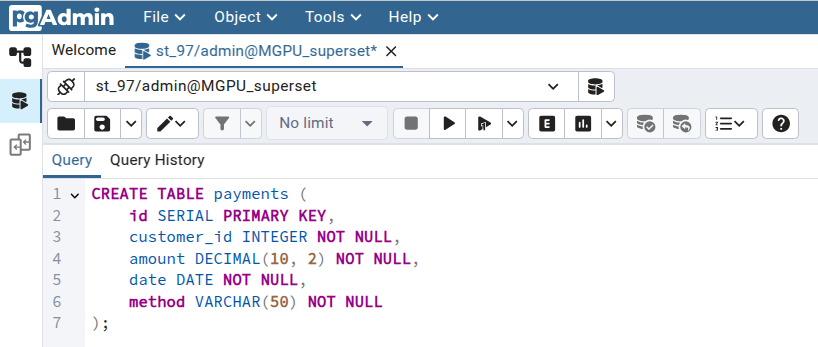 pgAdmin File Object Tools Help
Welcome st_97/admin@MGPU_superset*
st_97/admin@MGPU_superset
No limit E
Query Query History
1 CREATE TABLE payments (
2 id SERIAL PRIMARY KEY,
3 customer_id INTEGER NOT NULL,
4 amount DECIMAL(10, 2) NOT NULL,
5 date DATE NOT NULL,
6 method VARCHAR(50) NOT NULL
7 );